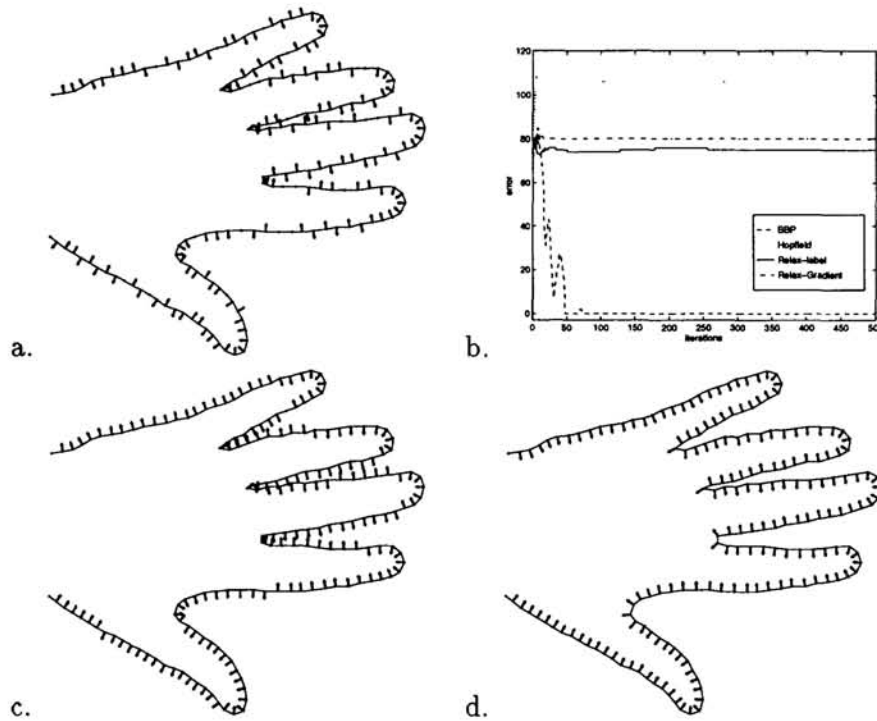 a.
120
100
80
60
40
20
0
error
0 50 100 150 200 250 300 350 400 450 500
iterations
BBP
Hopfield
Relax-label
Relax-Gradient
b.
c.
d.